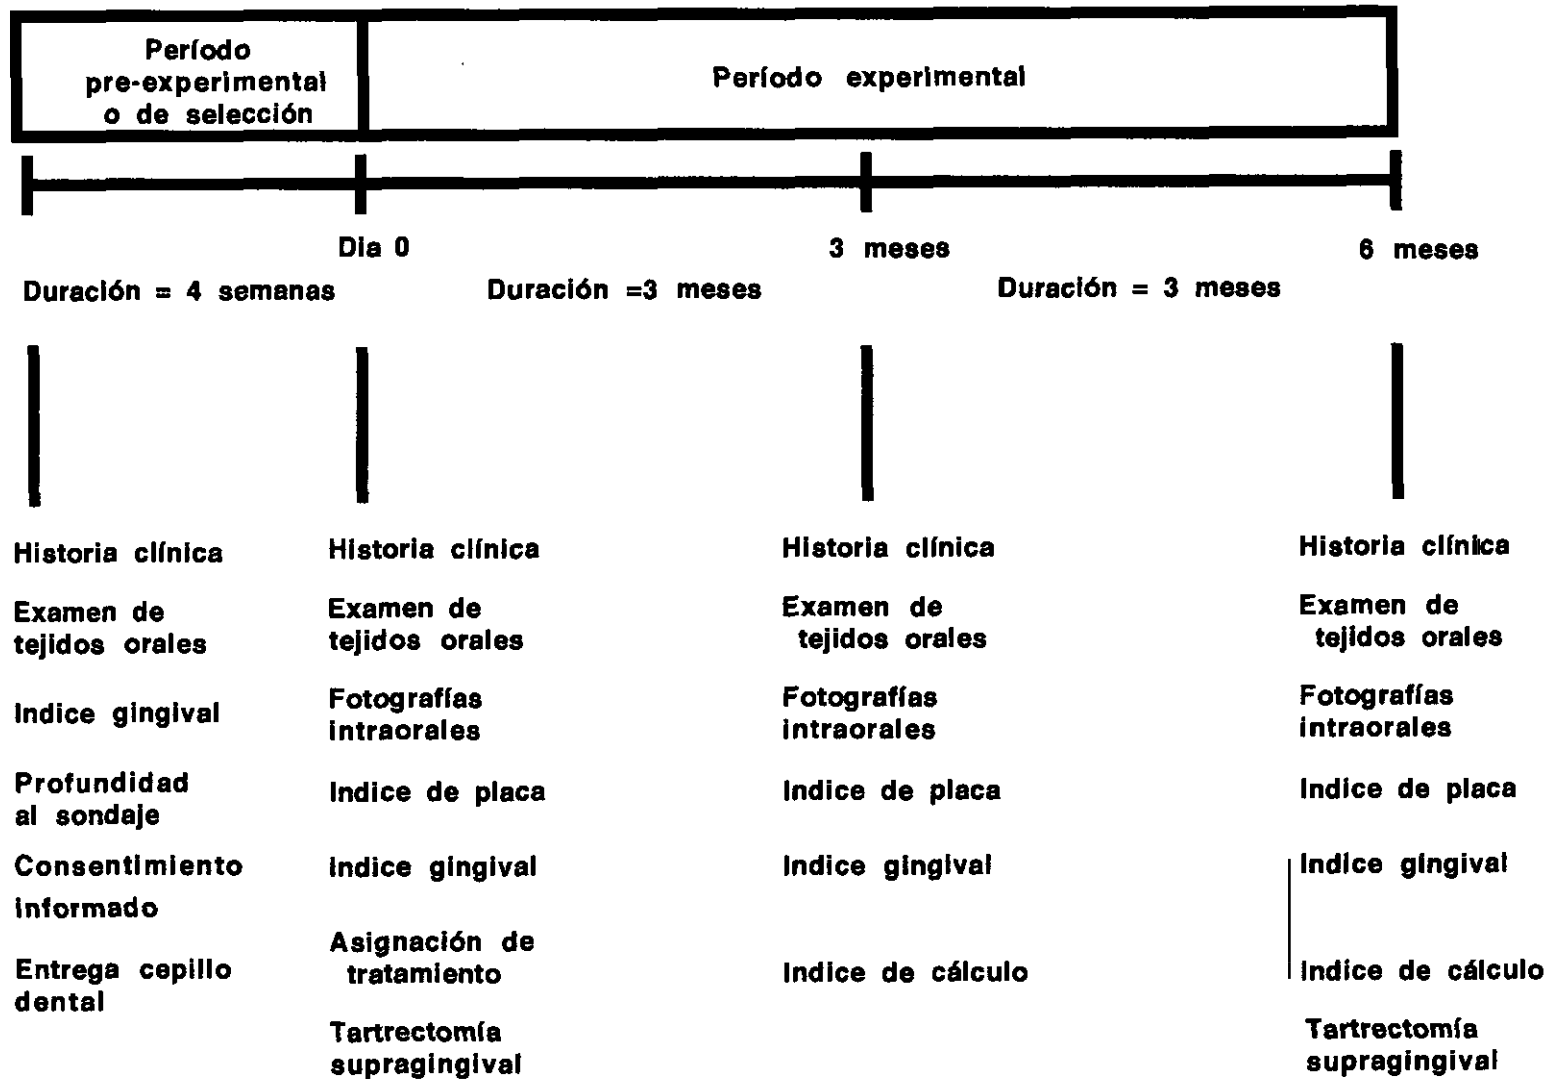 Período
pre-experimental
o de selección
Período experimental
Dia 0
3 meses
6 meses
Duración = 4 semanas
Duración =3 meses
Duración = 3 meses
Historia clínica
Examen de
tejidos orales
Indice gingival
Profundidad
al sondaje
Consentimiento
informado
Entrega cepillo
dental
Historia clínica
Examen de
tejidos orales
Fotografías
intraorales
Indice de placa
Indice gingival
Asignación de
tratamiento
Tartrectomía
supragingival
Historia clínica
Examen de
tejidos orales
Fotografías
intraorales
Indice de placa
Indice gingival
Indice de cálculo
Historia clínica
Examen de
tejidos orales
Fotografías
intraorales
Indice de placa
Indice gingival
Indice de cálculo
Tartrectomía
supragingival